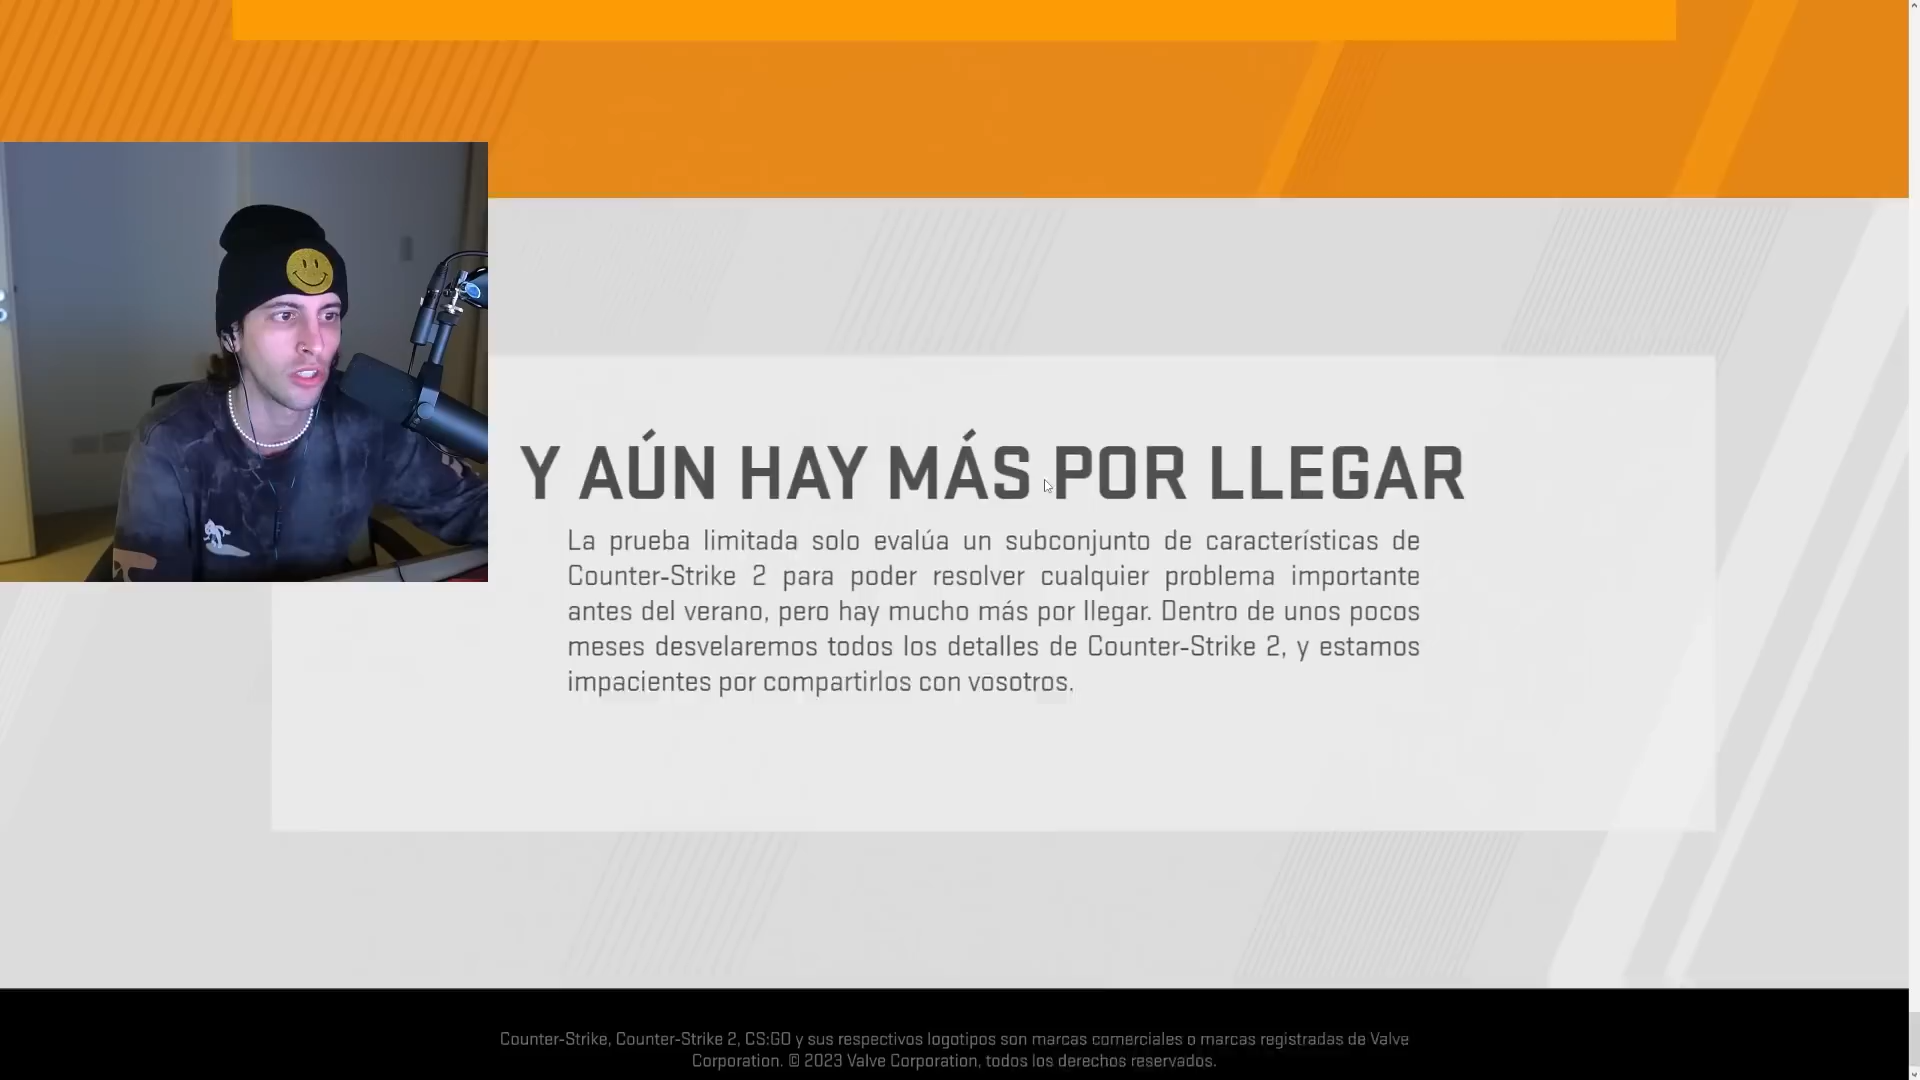 Y AÚN HAY MÁS POR LLEGAR
La prueba limitada solo evalúa un subconjunto de características de
Counter-Strike 2 para poder resolver cualquier problema importante
antes del verano, pero hay mucho más por llegar. Dentro de unos pocos
meses desvelaremos todos los detalles de Counter-Strike 2, y estamos
impacientes por compartirlos con vosotros.
Counter-Strike, Counter-Strike 2, CS:GO y sus respectivos logotipos son marcas comerciales o marcas registradas de Valve
Corporation. © 2023 Valve Corporation, todos los derechos reservados.